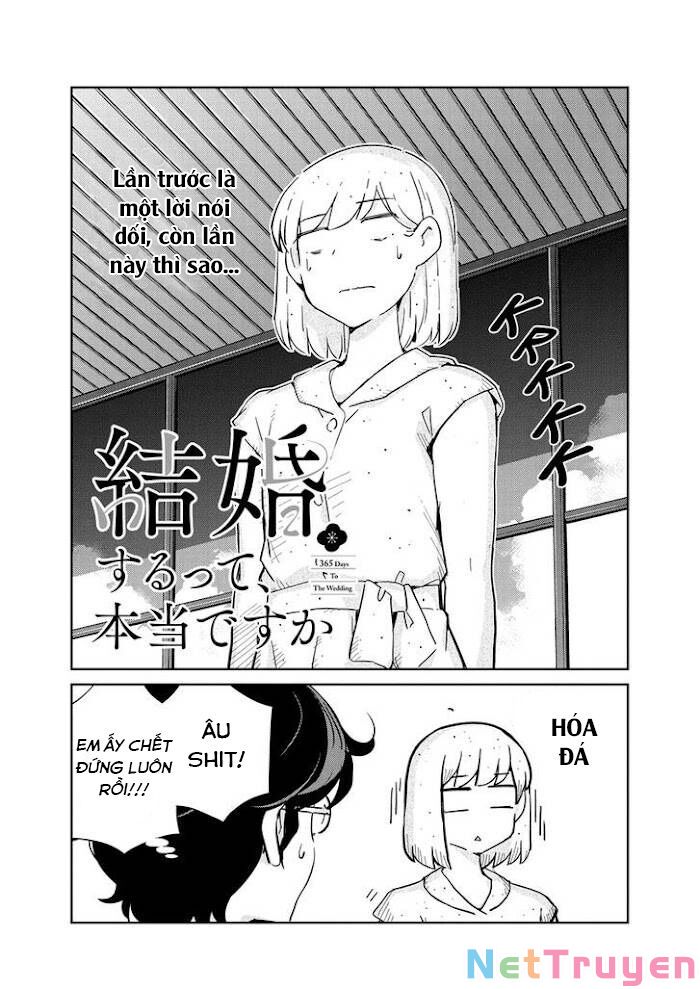 Lần trước là
một lời nói
dối, còn lần
này thì sao...
結婚
するって、
本当ですか
365 Days
To
The Wedding
HÓA
ĐÁ
ÂU
SHIT!
EM ẤY CHẾT
ĐỨNG LUÔN
RỒI!!!
NetTruyen